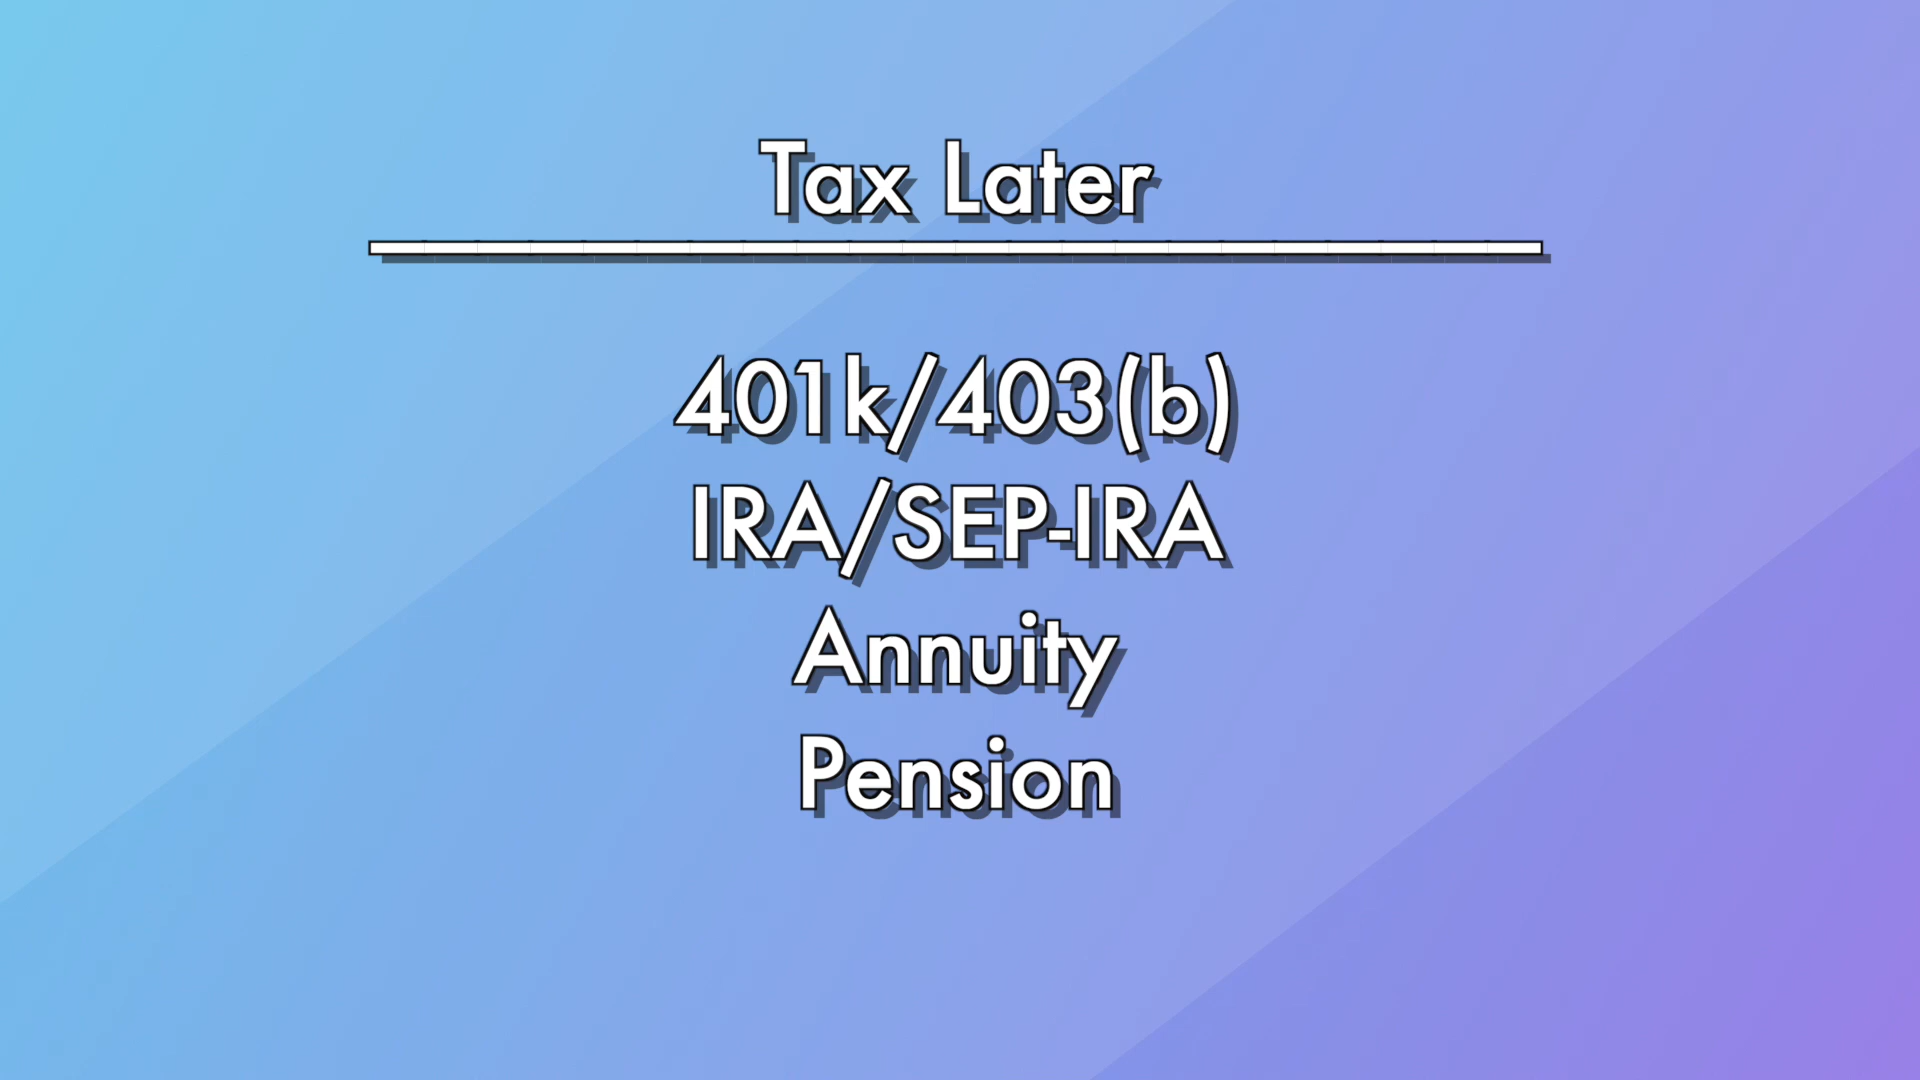 Tax Later
401k/403(b)
IRA/SEP-IRA
Annuity
Pension